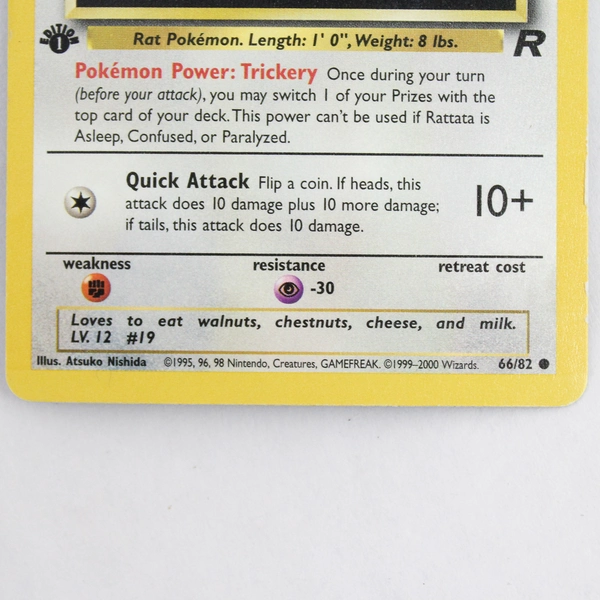 EDITION 1
Rat Pokémon. Length: 1' 0", Weight: 8 lbs.
R
Pokémon Power: Trickery Once during your turn
(before your attack), you may switch 1 of your Prizes with the
top card of your deck. This power can't be used if Rattata is
Asleep, Confused, or Paralyzed.
Quick Attack Flip a coin. If heads, this
attack does 10 damage plus 10 more damage;
if tails, this attack does 10 damage.
10+
weakness resistance retreat cost
-30
Loves to eat walnuts, chestnuts, cheese, and milk.
LV. 12 #19
Illus. Atsuko Nishida ©1995, 96, 98 Nintendo, Creatures, GAMEFREAK. ©1999–2000 Wizards. 66/82